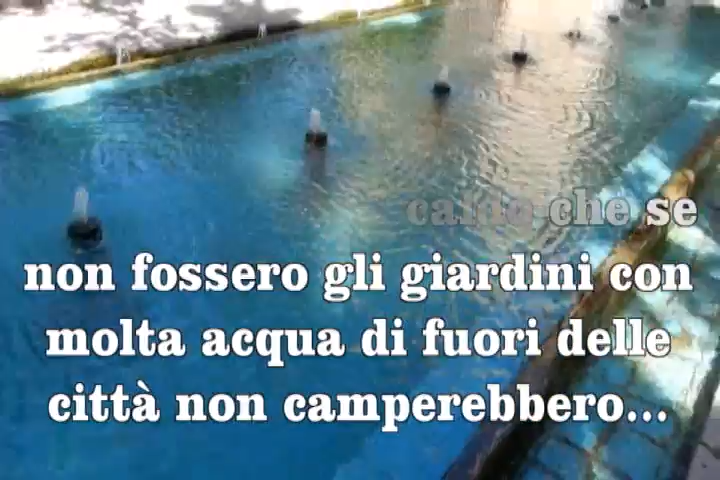 caldo che se
non fossero gli giardini con
molta acqua di fuori delle
città non camperebbero...